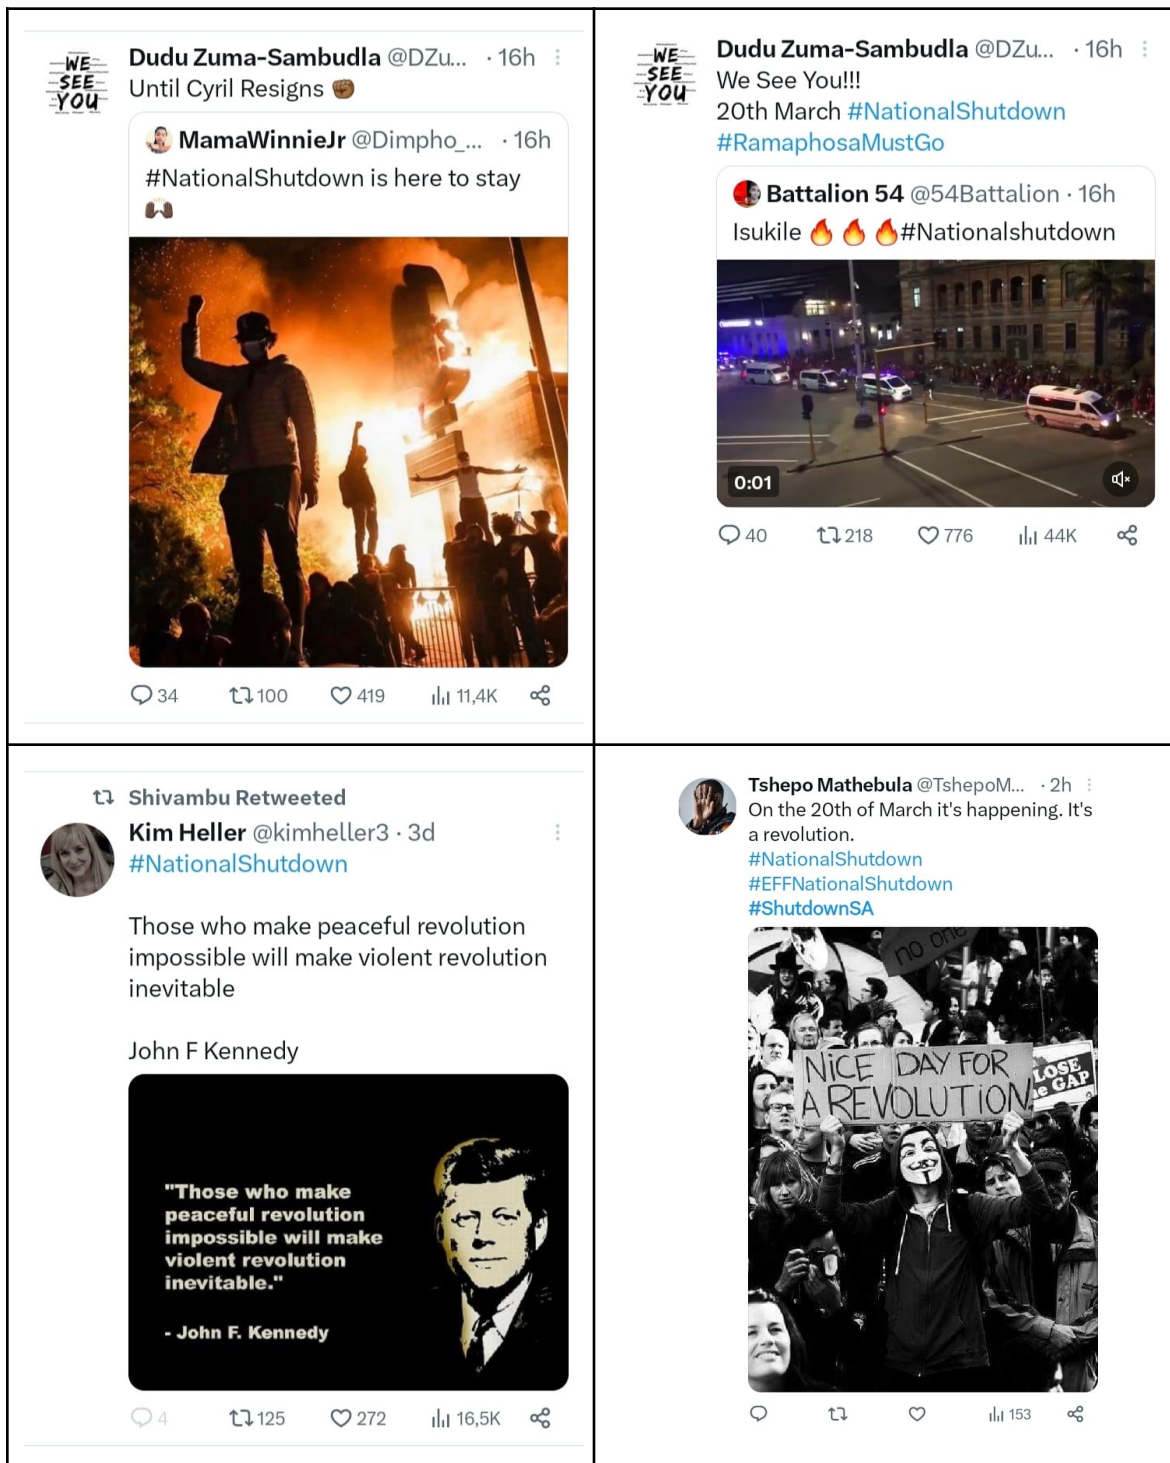 WE
SEE
YOU
Dudu Zuma-Sambudla @DZu... · 16h
Until Cyril Resigns ✊🏾
MamaWinnieJr @Dimpho_... · 16h
#NationalShutdown is here to stay
🙌🏿
34 100 419 11,4K
WE
SEE
YOU
Dudu Zuma-Sambudla @DZu... · 16h
We See You!!!
20th March #NationalShutdown
#RamaphosaMustGo
Battalion 54 @54Battalion · 16h
Isukile 🔥 🔥 🔥#Nationalshutdown
0:01
40 218 776 44K
Shivambu Retweeted
Kim Heller @kimheller3 · 3d
#NationalShutdown
Those who make peaceful revolution
impossible will make violent revolution
inevitable
John F Kennedy
"Those who make
peaceful revolution
impossible will make
violent revolution
inevitable."
- John F. Kennedy
4 125 272 16,5K
Tshepo Mathebula @TshepoM... · 2h
On the 20th of March it's happening. It's
a revolution.
#NationalShutdown
#EFFNationalShutdown
#ShutdownSA
no one
NiCE DAY FOR
A REVOLUTiON
LOSE
e GAP
153